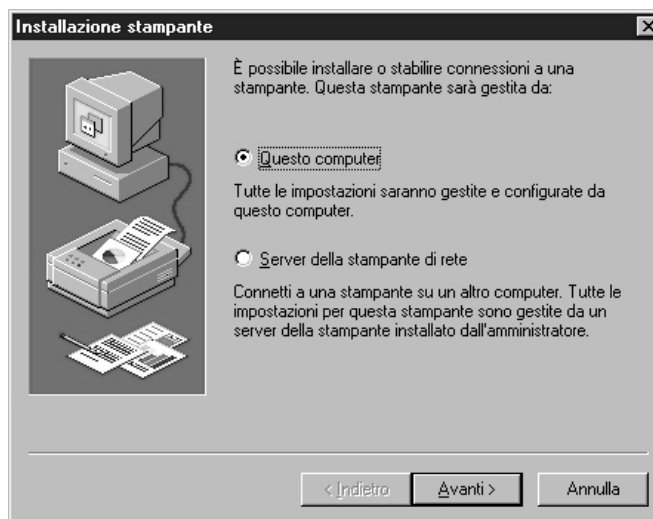 Installazione stampante
È possibile installare o stabilire connessioni a una
stampante. Questa stampante sarà gestita da:
Questo computer
Tutte le impostazioni saranno gestite e configurate da
questo computer.
Server della stampante di rete
Connetti a una stampante su un altro computer. Tutte le
impostazioni per questa stampante sono gestite da un
server della stampante installato dall'amministratore.
< Indietro
Avanti >
Annulla